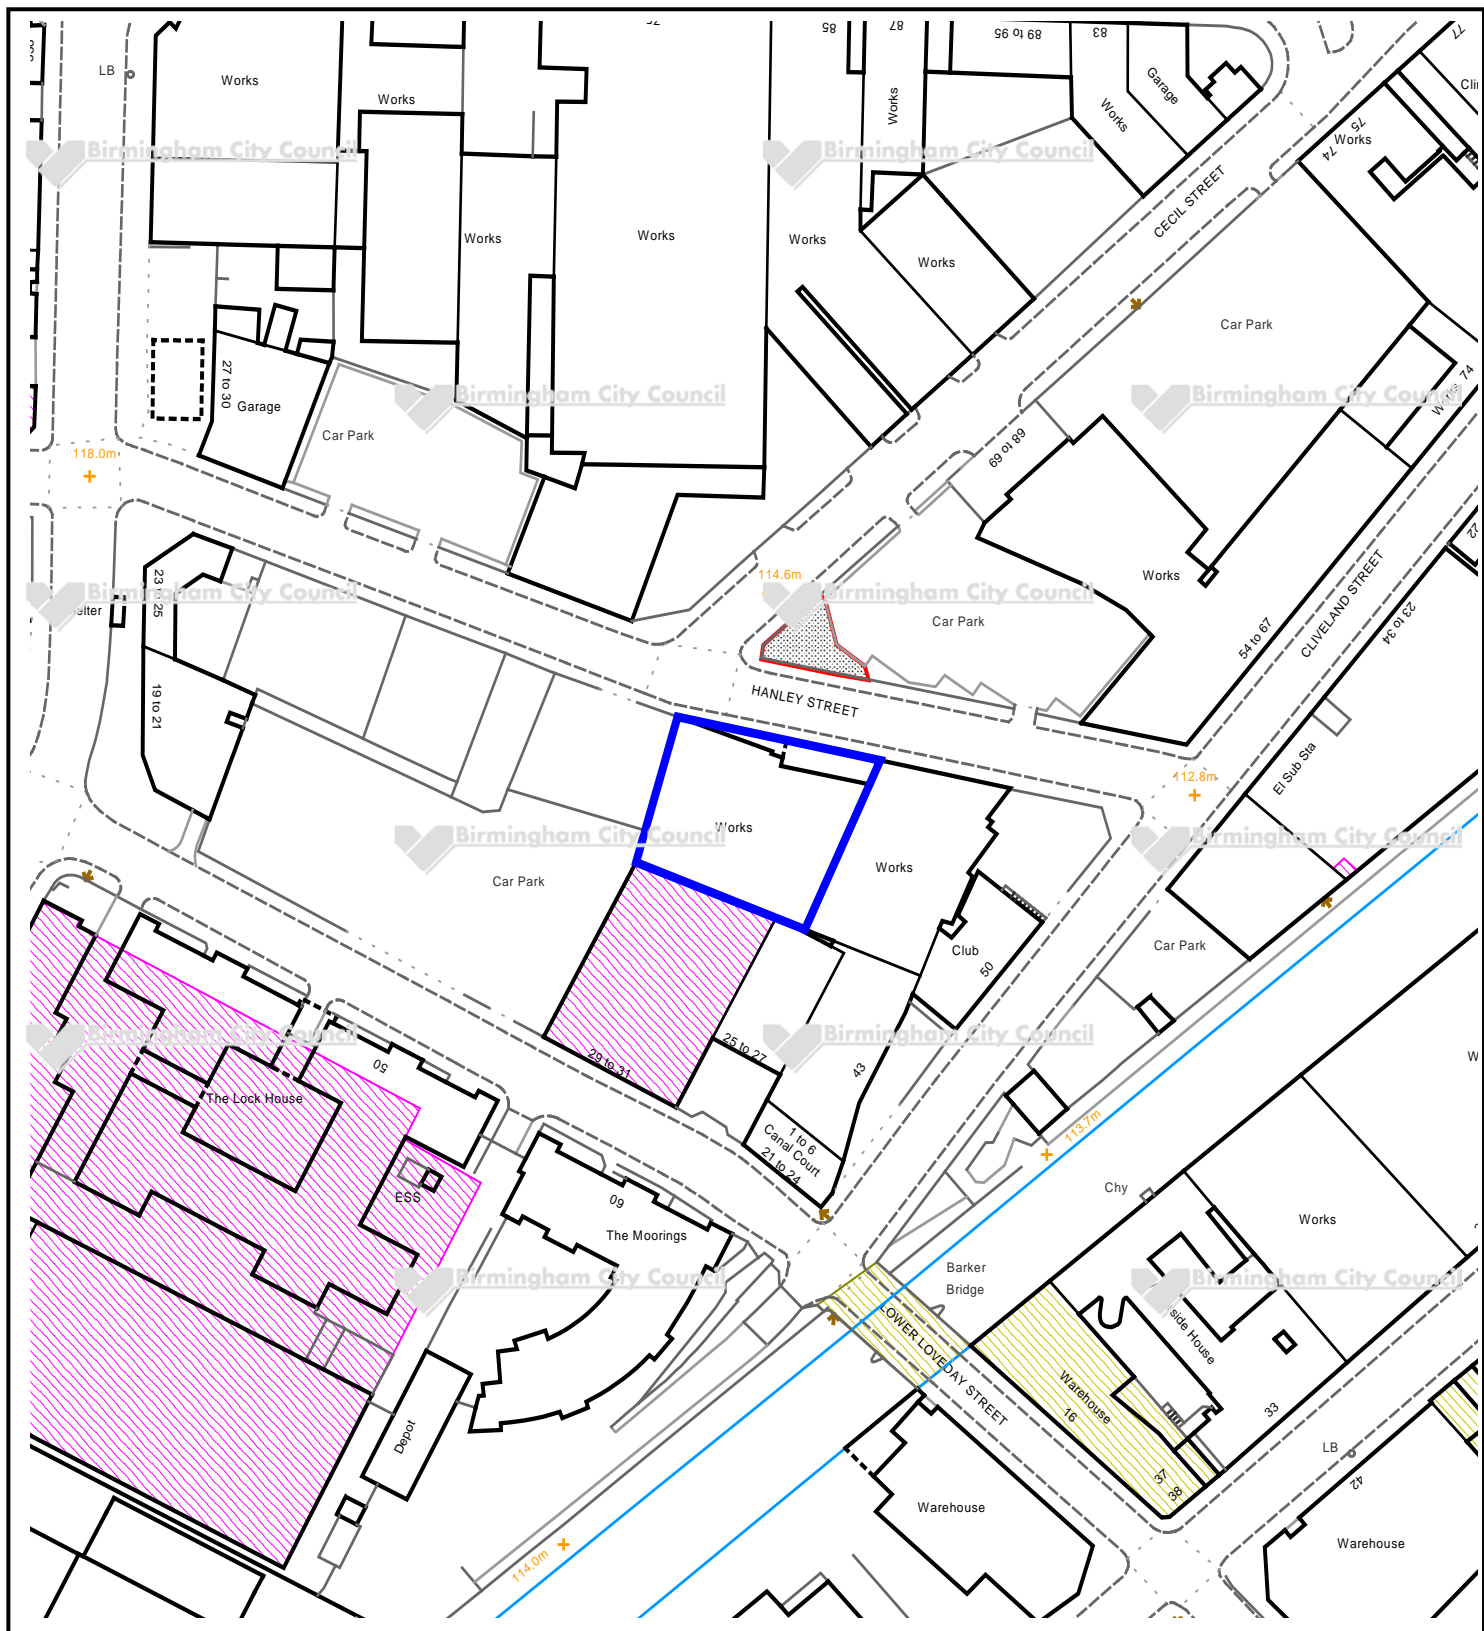 85
87
89 to 95
83
77
LB
Works
Works
Works
Works
Garage
75
74
Works
Birmingham City Council
Birmingham City Council
CECIL STREET
Works
Works
Works
Works
Car Park
27 to 30
Garage
Car Park
Birmingham City Council
Birmingham City Council
Works 74
68 to 69
118.0m
114.6m
Works
Birmingham City Council
Birmingham City Council
23 to 25
Car Park
CLIVELAND STREET
23 to 34
54 to 67
19 to 21
HANLEY STREET
El Sub Sta
112.8m
Works
Birmingham City Council
Birmingham City Council
Works
Car Park
Club
50
Car Park
Birmingham City Council
Birmingham City Council
29 to 31
25 to 27
43
50
The Lock House
113.7m
1 to 6
Canal Court
21 to 24
ESS
Chy
60
The Moorings
Works
Barker
Bridge
Birmingham City Council
Birmingham City Council
LOWER LOVEDAY STREET
side House
Warehouse
16
33
Depot
LB
37
38
42
Warehouse
Warehouse
114.0m